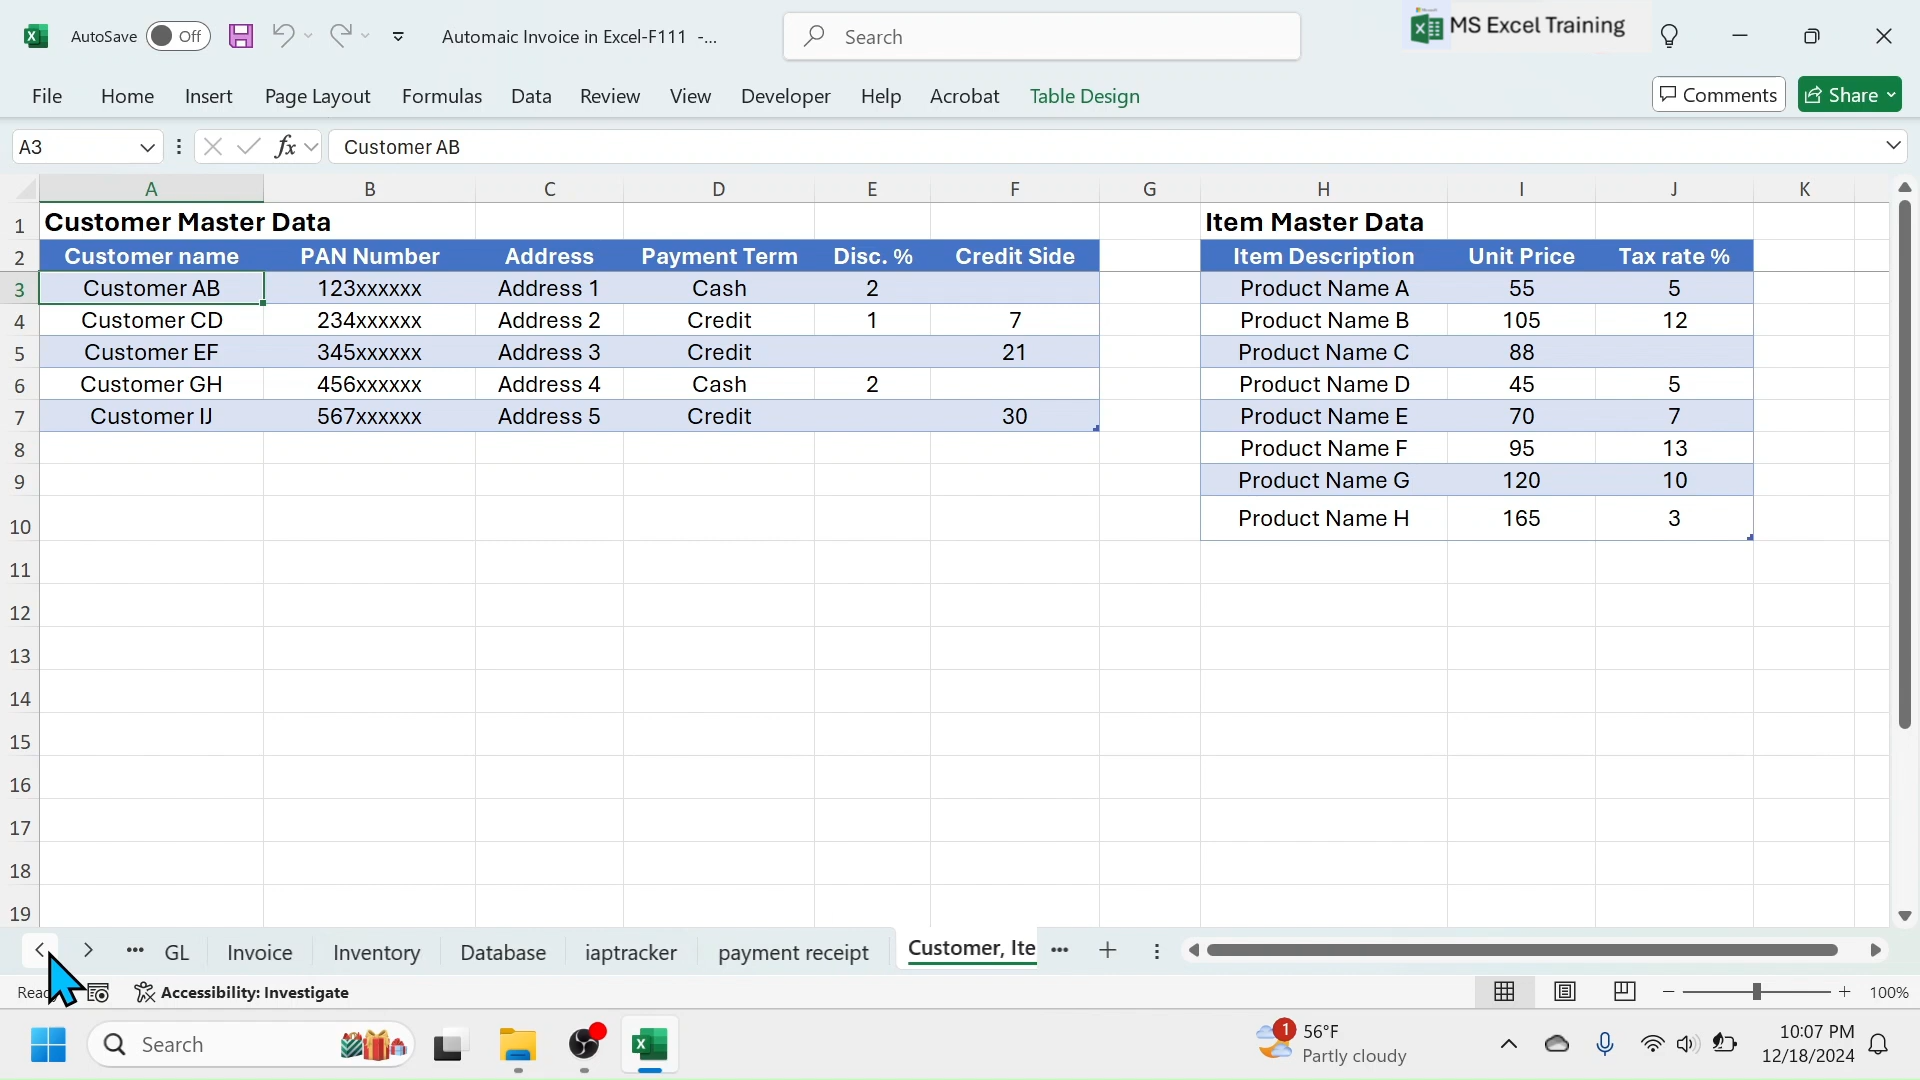 AutoSave Off Automaic Invoice in Excel-F111 -... Search MS Excel Training
File Home Insert Page Layout Formulas Data Review View Developer Help Acrobat Table Design Comments Share
A3 fx Customer AB
A B C D E F G H I J K
1 Customer Master Data Item Master Data
2 Customer name PAN Number Address Payment Term Disc. % Credit Side Item Description Unit Price Tax rate %
3 Customer AB 123xxxxxx Address 1 Cash 2 Product Name A 55 5
4 Customer CD 234xxxxxx Address 2 Credit 1 7 Product Name B 105 12
5 Customer EF 345xxxxxx Address 3 Credit 21 Product Name C 88
6 Customer GH 456xxxxxx Address 4 Cash 2 Product Name D 45 5
7 Customer IJ 567xxxxxx Address 5 Credit 30 Product Name E 70 7
8 Product Name F 95 13
9 Product Name G 120 10
10 Product Name H 165 3
11
12
13
14
15
16
17
18
19
... GL Invoice Inventory Database iaptracker payment receipt Customer, Ite ...
Accessibility: Investigate 100%
Search 1 56°F 10:07 PM
Partly cloudy 12/18/2024